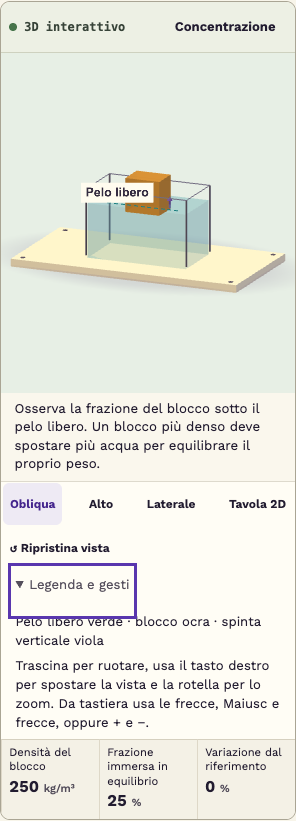 3D interattivo
Concentrazione
Pelo libero
Osserva la frazione del blocco sotto il
pelo libero. Un blocco più denso deve
spostare più acqua per equilibrare il
proprio peso.
Obliqua
Alto
Laterale
Tavola 2D
↺ Ripristina vista
▼ Legenda e gesti
Pelo libero verde · blocco ocra · spinta
verticale viola
Trascina per ruotare, usa il tasto destro
per spostare la vista e la rotella per lo
zoom. Da tastiera usa le frecce, Maiusc e
frecce, oppure + e −.
Densità del
blocco
250 kg/m³
Frazione
immersa in
equilibrio
25 %
Variazione dal
riferimento
0 %